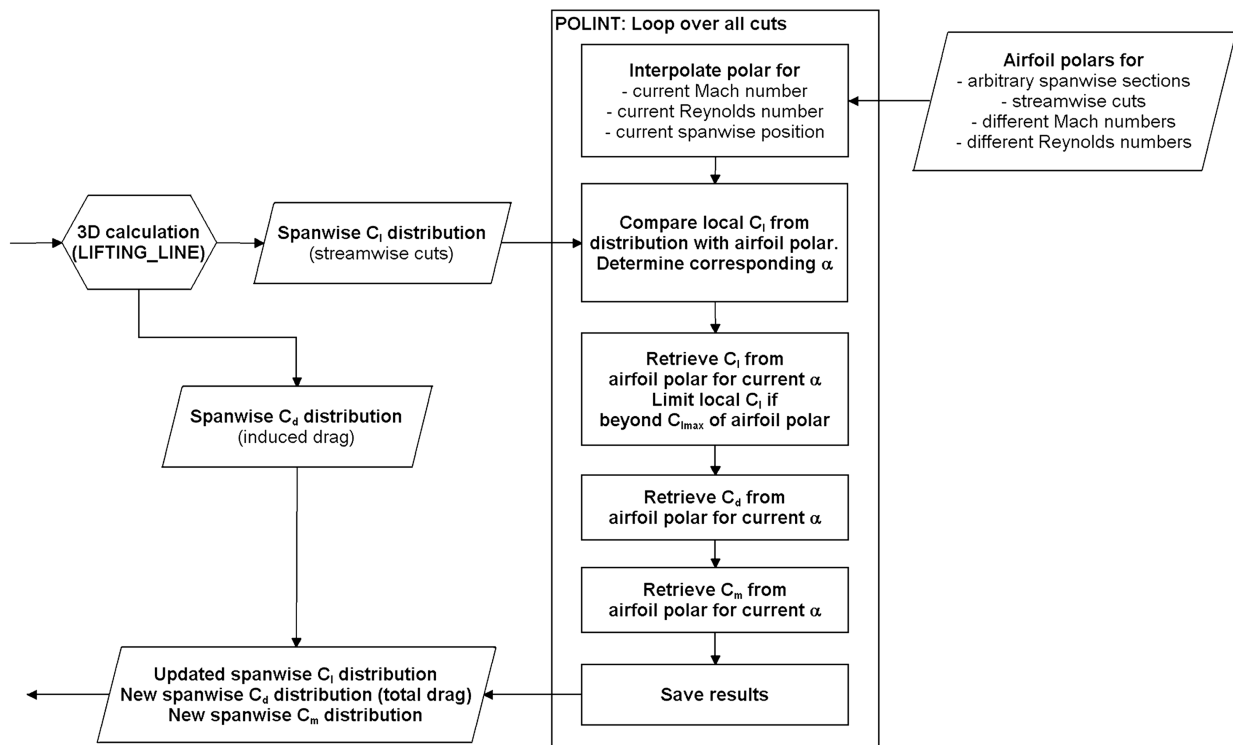 POLINT: Loop over all cuts
Interpolate polar for
- current Mach number
- current Reynolds number
- current spanwise position
Airfoil polars for
- arbitrary spanwise sections
- streamwise cuts
- different Mach numbers
- different Reynolds numbers
3D calculation
(LIFTING_LINE)
Spanwise Cl distribution
(streamwise cuts)
Compare local Cl from
distribution with airfoil polar.
Determine corresponding α
Retrieve Cl from
airfoil polar for current α
Limit local Cl if
beyond Clmax of airfoil polar
Spanwise Cd distribution
(induced drag)
Retrieve Cd from
airfoil polar for current α
Retrieve Cm from
airfoil polar for current α
Updated spanwise Cl distribution
New spanwise Cd distribution (total drag)
New spanwise Cm distribution
Save results